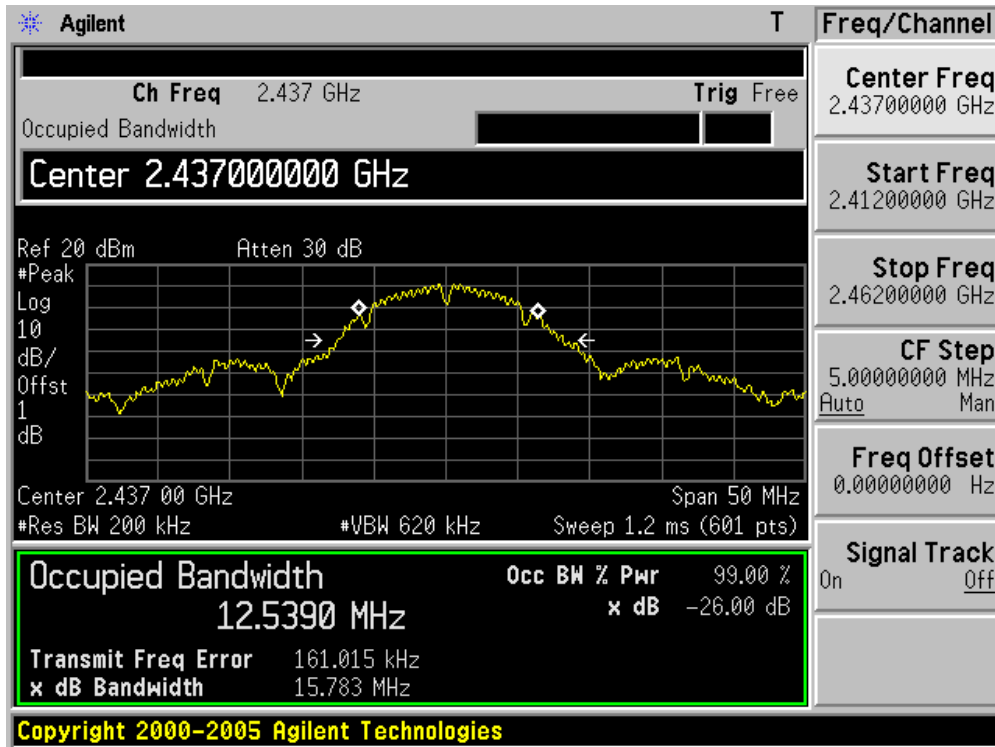 Agilent T Freq/Channel
Ch Freq 2.437 GHz Trig Free
Occupied Bandwidth
Center 2.437000000 GHz
Ref 20 dBm Atten 30 dB
#Peak
Log
10
dB/
Offst
1
dB
Center 2.437 00 GHz Span 50 MHz
#Res BW 200 kHz #VBW 620 kHz Sweep 1.2 ms (601 pts)
Occupied Bandwidth Occ BW % Pwr 99.00 %
12.5390 MHz x dB -26.00 dB
Transmit Freq Error 161.015 kHz
x dB Bandwidth 15.783 MHz
Copyright 2000-2005 Agilent Technologies
Center Freq
2.43700000 GHz
Start Freq
2.41200000 GHz
Stop Freq
2.46200000 GHz
CF Step
5.00000000 MHz
Auto Man
Freq Offset
0.00000000 Hz
Signal Track
On Off